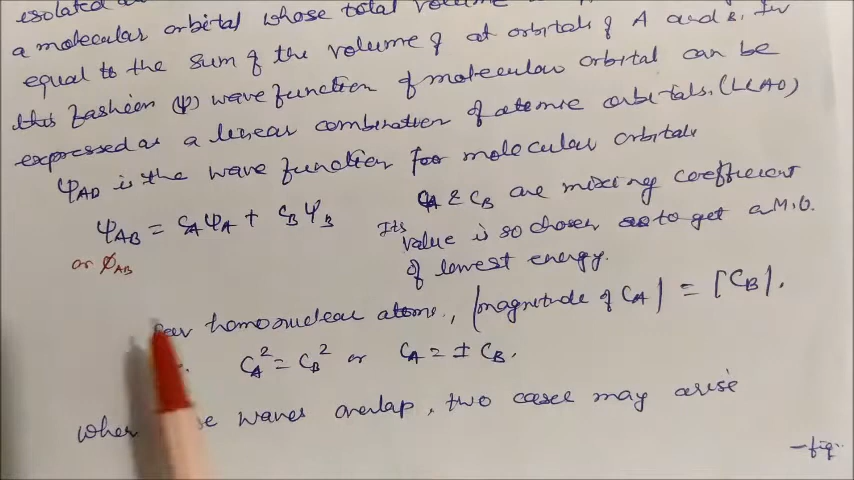 isolated
a molecular orbital whose total volume
equal to the sum of the volume of at orbitals of A and B. In
this fasheon (ψ) wave function of molecular orbital can be
expressed as a linear combination of atomic orbitals. (LCAO)
ψAB is the wave function for molecular orbitals
ψAB = CAψA + CBψB
or ϕAB
CA & CB are mixing coefficient
Its value is so chosen as to get a M.O.
of lowest energy.
homonuclear atoms, |magnitude of CA| = |CB|.
CA² = CB² or CA = ± CB.
when waves overlap, two cases may arise
-fig.